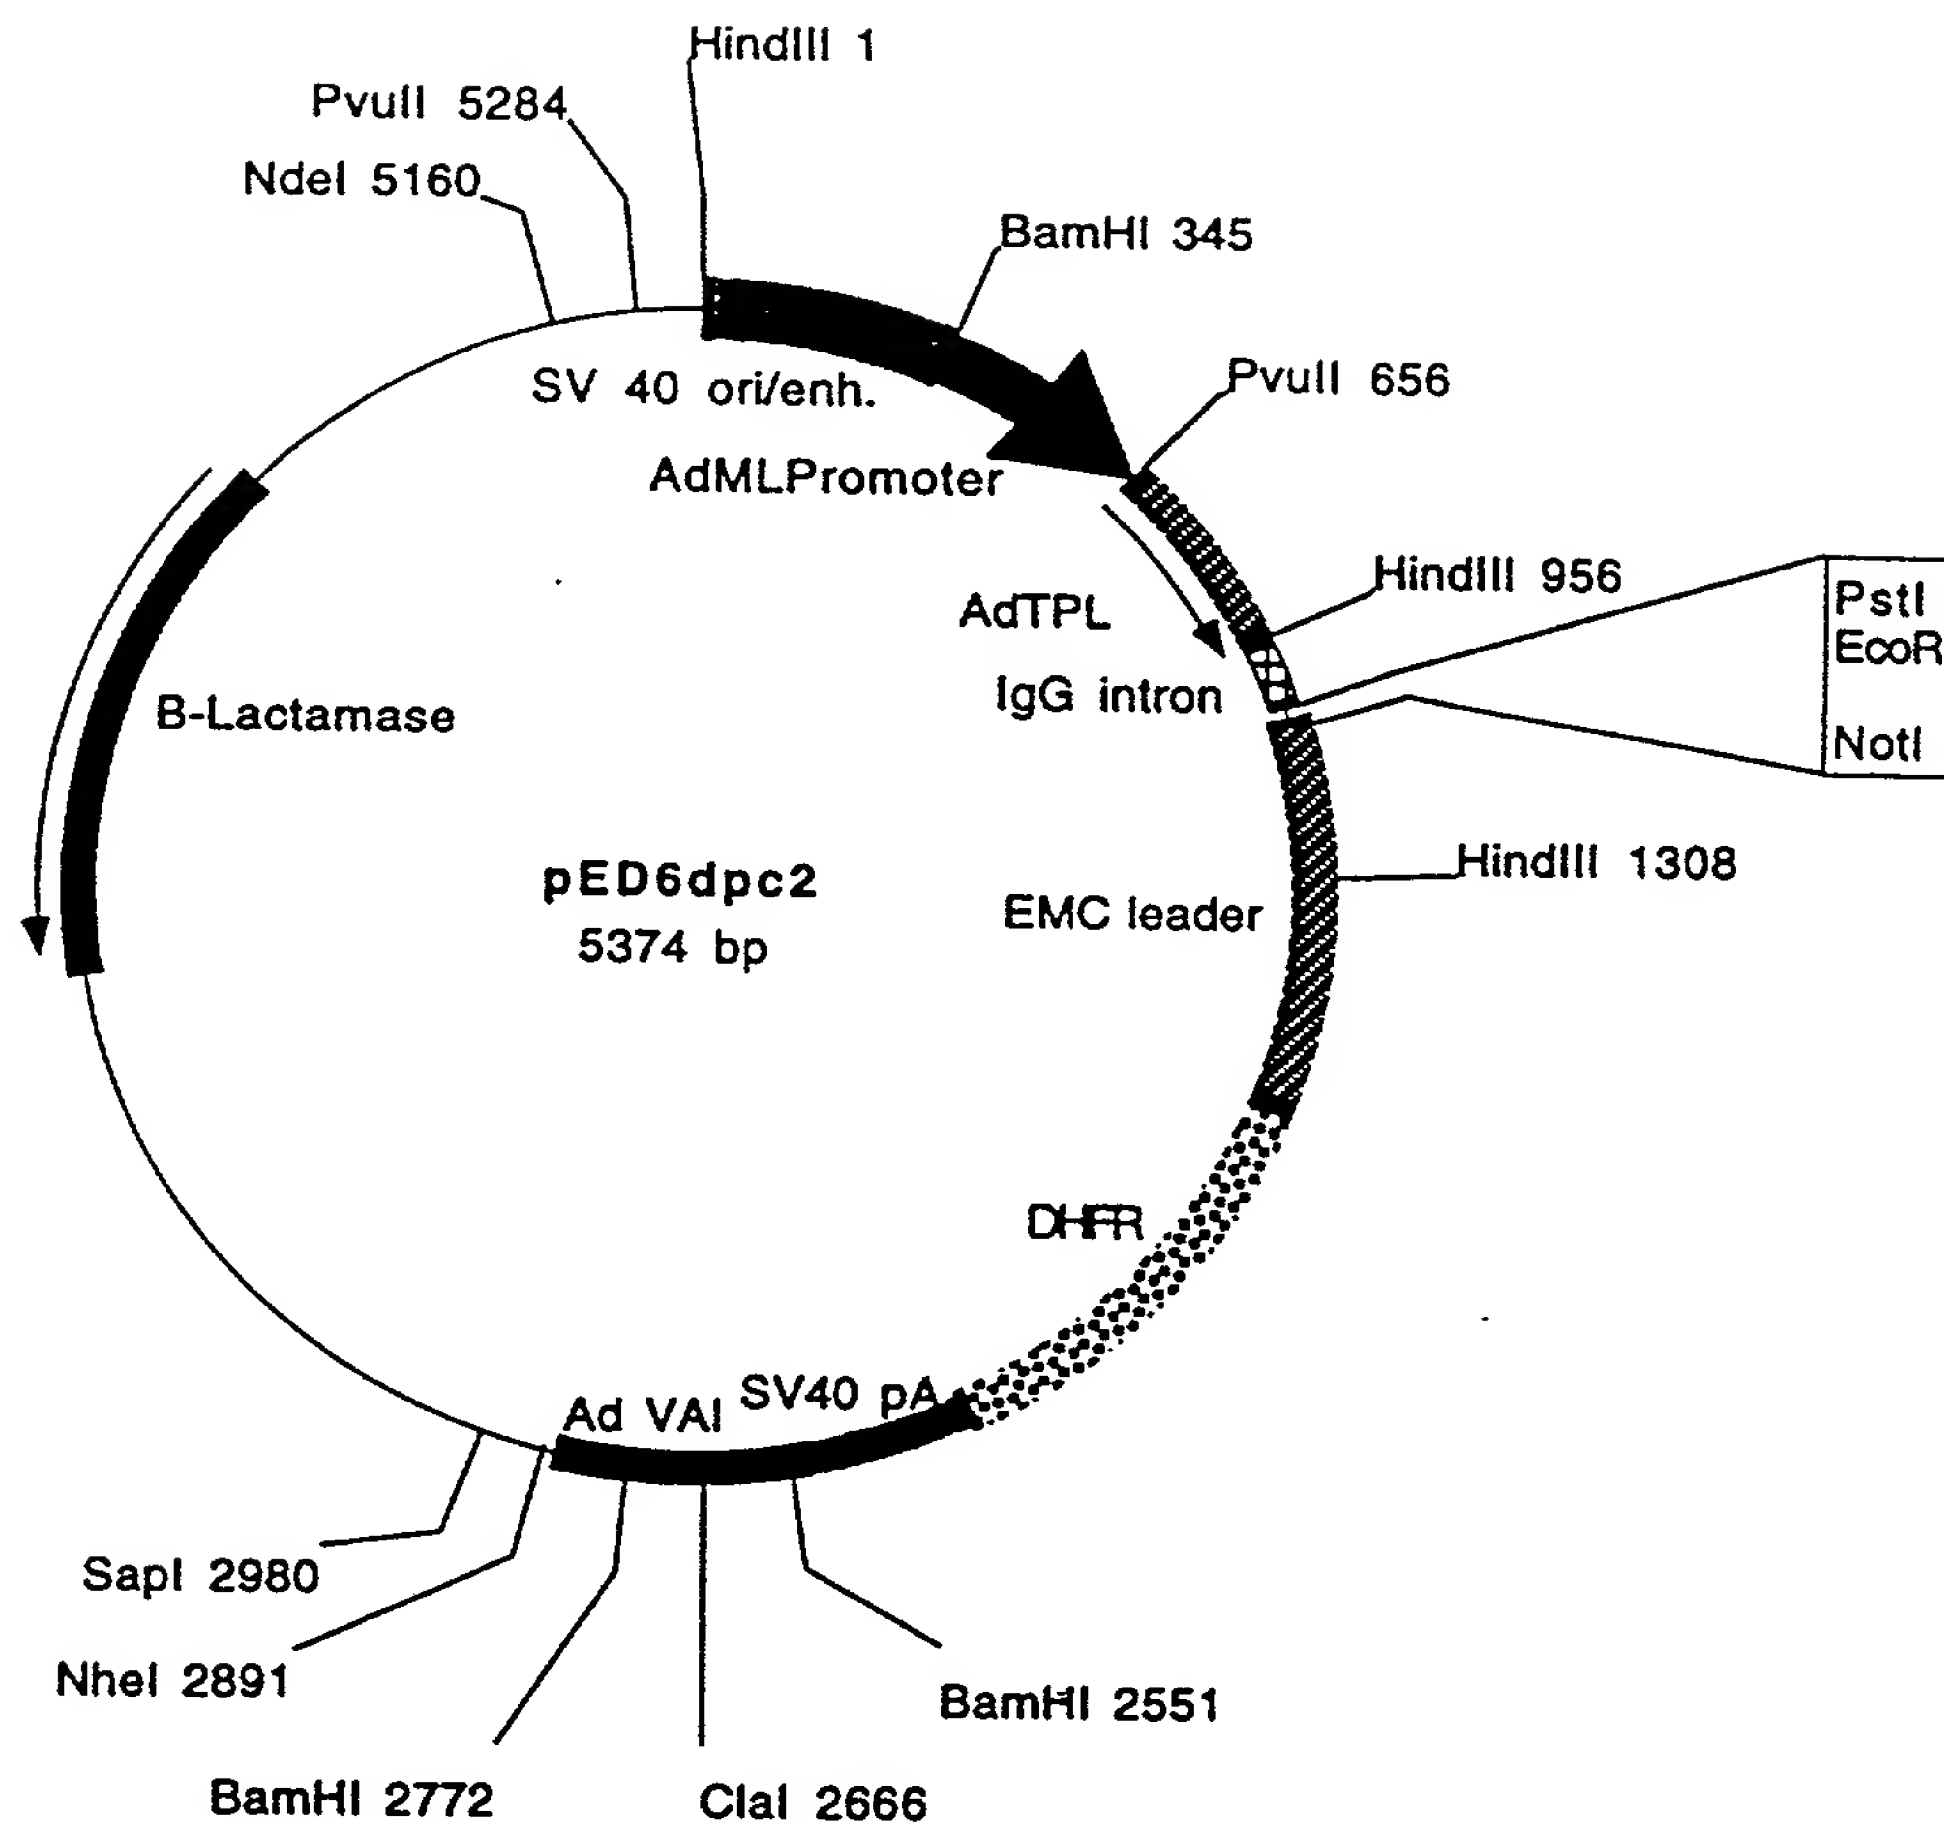 HindIII 1
PvuII 5284
NdeI 5160
BamHI 345
SV 40 ori/enh.
PvuII 656
AdMLPromoter
HindIII 956
PstI
AdTPL
EcoR
IgG intron
B-Lactamase
NotI
HindIII 1308
pED6dpc2
EMC leader
5374 bp
DHFR
SV40 pA
Ad VAI
SapI 2980
NheI 2891
BamHI 2551
BamHI 2772
ClaI 2666